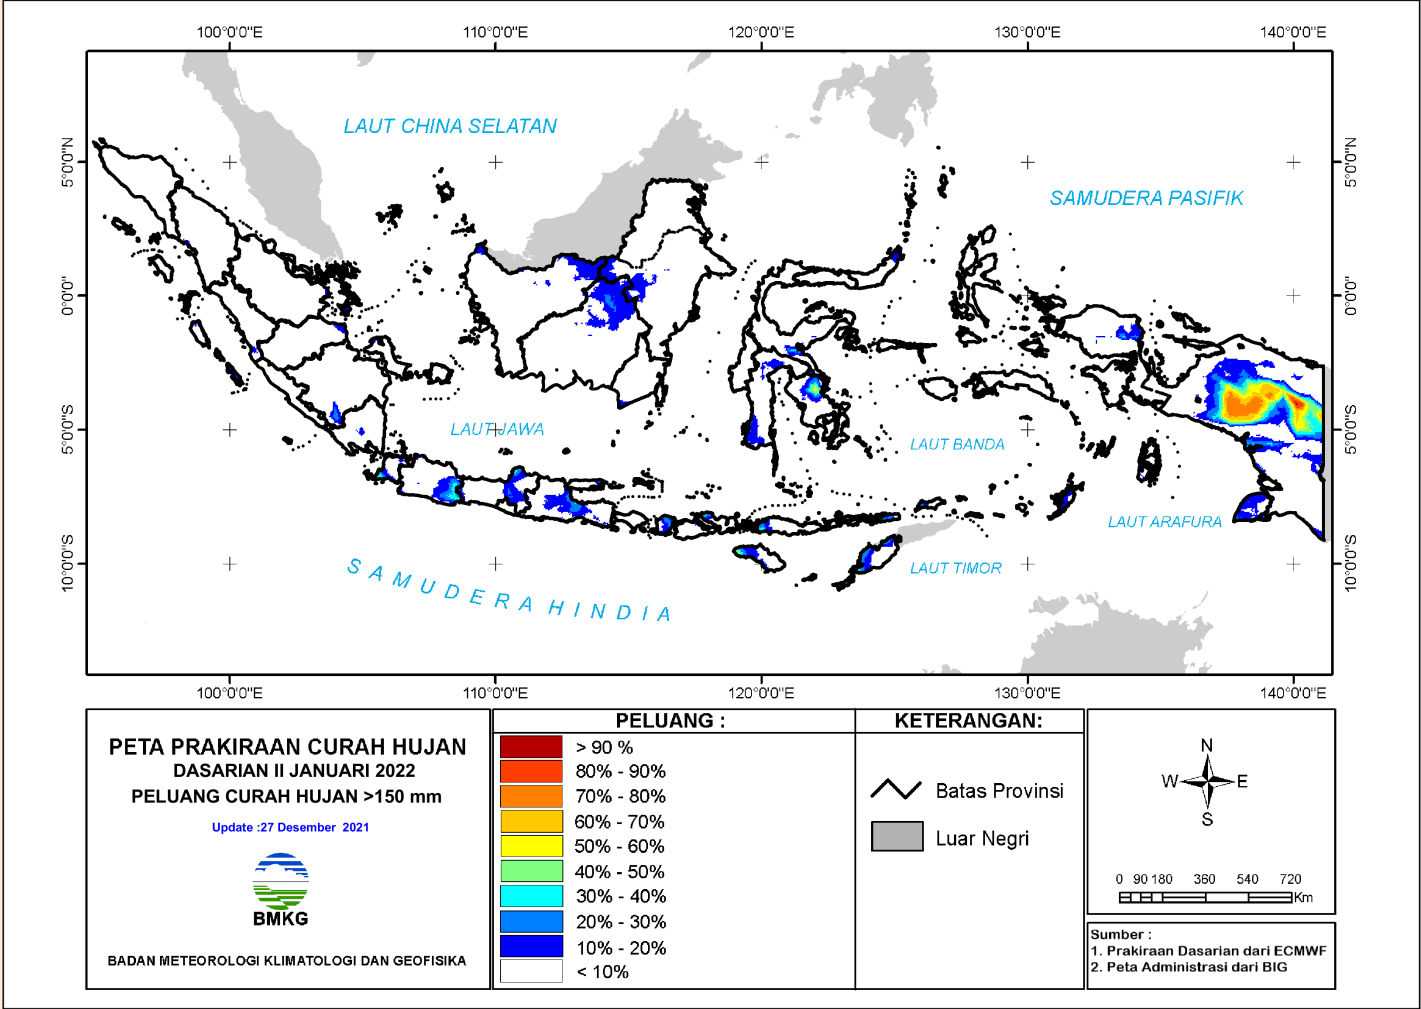 100°0'0"E 110°0'0"E 120°0'0"E 130°0'0"E 140°0'0"E
5°0'0"N 5°0'0"N
0°0'0" 0°0'0"
5°0'0"S 5°0'0"S
10°0'0"S 10°0'0"S
LAUT CHINA SELATAN
SAMUDERA PASIFIK
LAUT JAWA
LAUT BANDA
LAUT ARAFURA
LAUT TIMOR
SAMUDERA HINDIA
100°0'0"E 110°0'0"E 120°0'0"E 130°0'0"E 140°0'0"E
PETA PRAKIRAAN CURAH HUJAN
DASARIAN II JANUARI 2022
PELUANG CURAH HUJAN >150 mm
Update :27 Desember 2021
BMKG
BADAN METEOROLOGI KLIMATOLOGI DAN GEOFISIKA
PELUANG :
> 90 %
80% - 90%
70% - 80%
60% - 70%
50% - 60%
40% - 50%
30% - 40%
20% - 30%
10% - 20%
< 10%
KETERANGAN:
Batas Provinsi
Luar Negri
N
W E
S
0 90 180 360 540 720
Km
Sumber :
1. Prakiraan Dasarian dari ECMWF
2. Peta Administrasi dari BIG